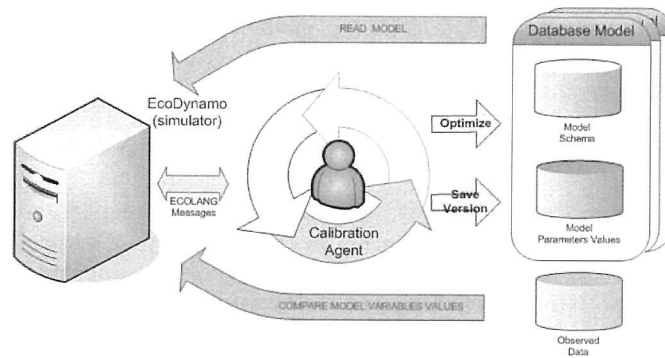 READ MODEL
Database Model
EcoDynamo
(simulator)
Optimize
Model
Schema
ECOLANG
Messages
Save
Version
Calibration
Agent
Model
Parameters Values
COMPARE MODEL VARIABLES VALUES
Observed
Data